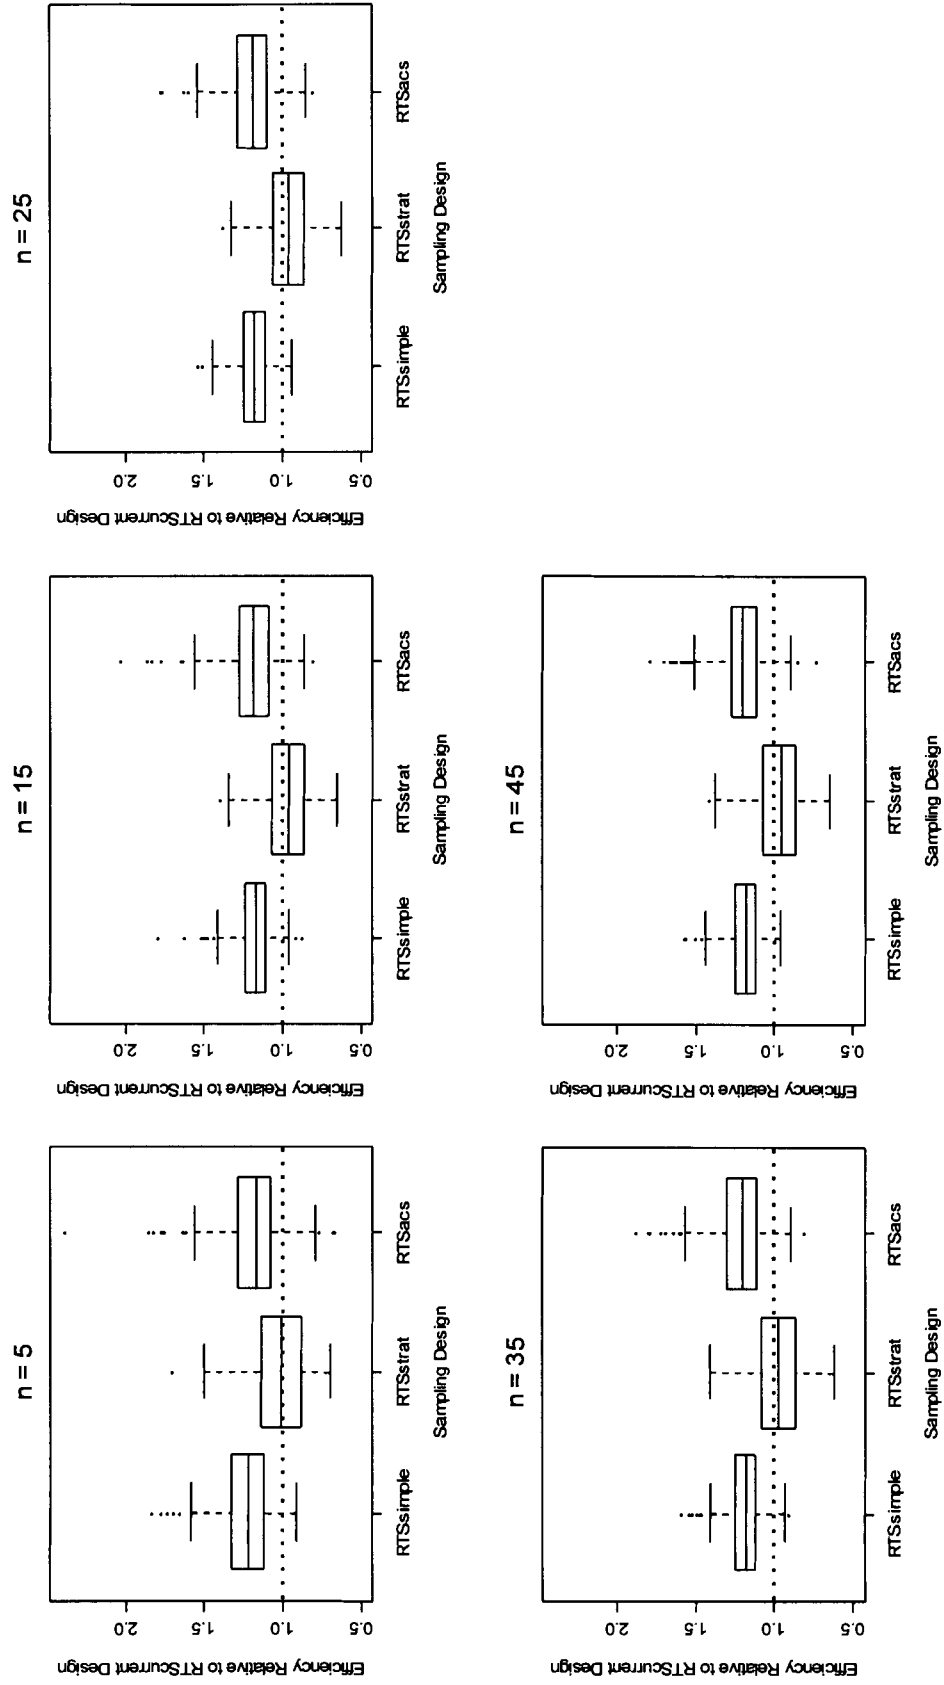 n = 5
Efficiency Relative to RTScurrent Design
2.0
1.5
1.0
0.5
RTSsimple RTSstrat RTSacs
Sampling Design
n = 15
Efficiency Relative to RTScurrent Design
2.0
1.5
1.0
0.5
RTSsimple RTSstrat RTSacs
Sampling Design
n = 25
Efficiency Relative to RTScurrent Design
2.0
1.5
1.0
0.5
RTSsimple RTSstrat RTSacs
Sampling Design
n = 35
Efficiency Relative to RTScurrent Design
2.0
1.5
1.0
0.5
RTSsimple RTSstrat RTSacs
Sampling Design
n = 45
Efficiency Relative to RTScurrent Design
2.0
1.5
1.0
0.5
RTSsimple RTSstrat RTSacs
Sampling Design